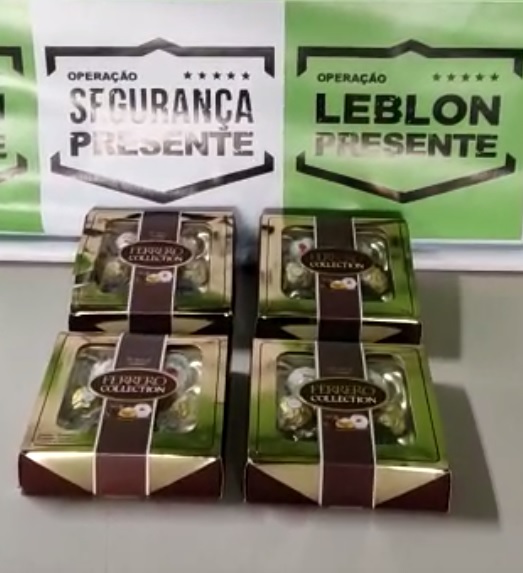 OPERAÇÃO
SEGURANÇA
PRESENTE
OPERAÇÃO
LEBLON
PRESENTE
FERRERO
COLLECTION
FERRERO
COLLECTION
FERRERO
COLLECTION
FERRERO
COLLECTION